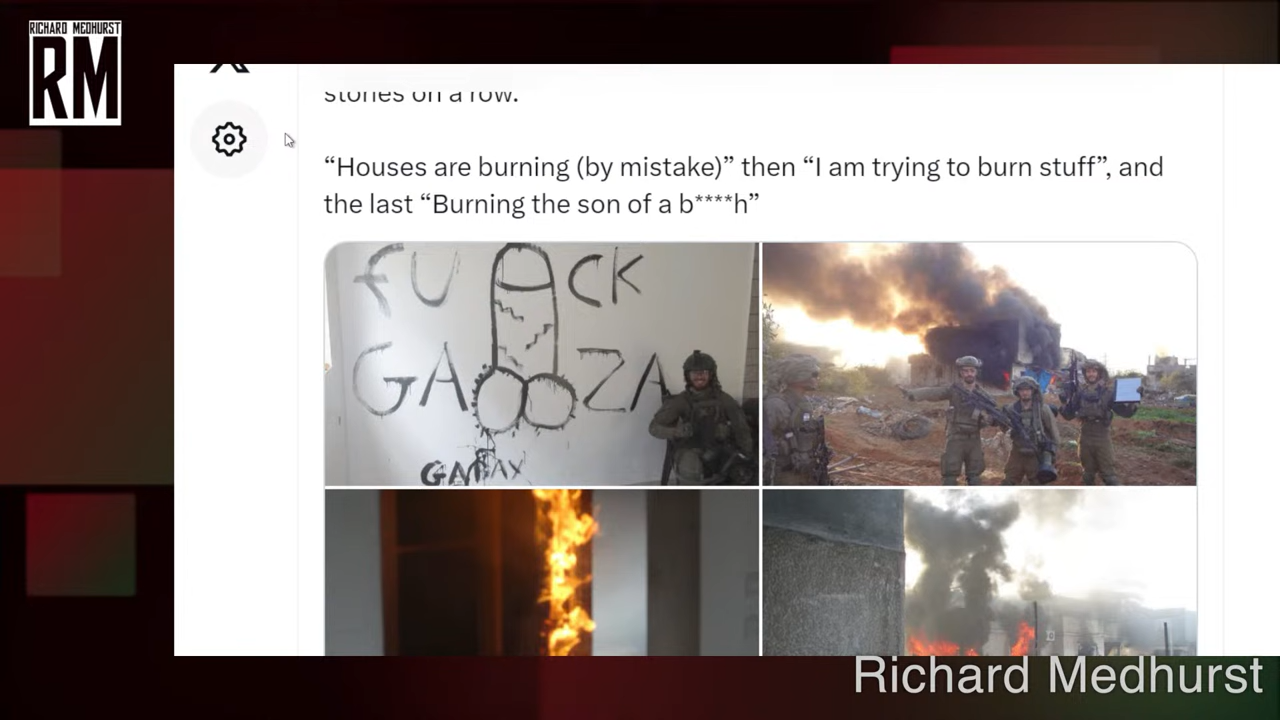 RICHARD MEDHURST
RM
stories on a row.
“Houses are burning (by mistake)” then “I am trying to burn stuff”, and
the last “Burning the son of a b****h”
FU CK
GA ZA
Richard Medhurst